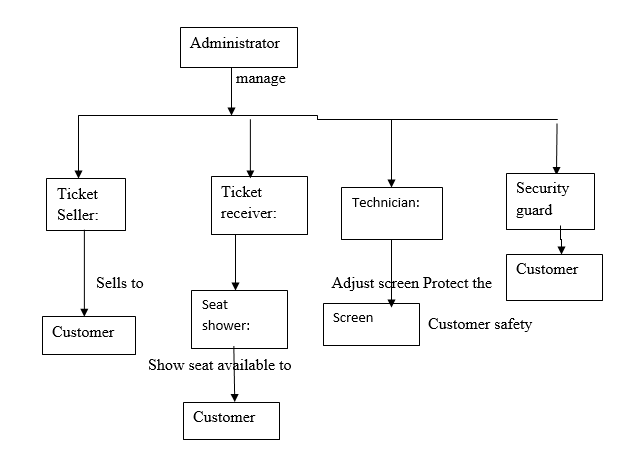 Administrator
manage
Ticket
Seller:
Ticket
receiver:
Technician:
Security
guard
Sells to
Adjust screen Protect the
Customer
Customer
Seat
shower:
Screen
Customer safety
Show seat available to
Customer